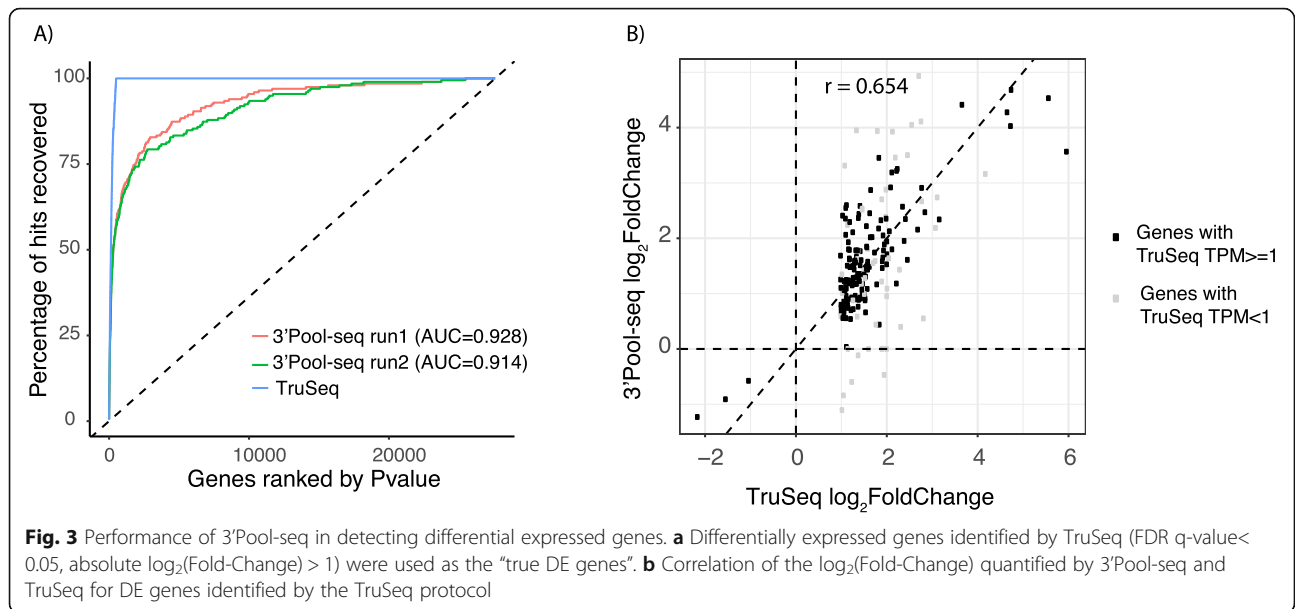 A)
100
75
50
25
0
Percentage of hits recovered
3'Pool-seq run1 (AUC=0.928)
3'Pool-seq run2 (AUC=0.914)
TruSeq
0
10000
20000
Genes ranked by Pvalue
B)
r = 0.654
4
2
0
3'Pool-seq log2FoldChange
−2
0
2
4
6
TruSeq log2FoldChange
Genes with
TruSeq TPM>=1
Genes with
TruSeq TPM<1
Fig. 3 Performance of 3'Pool-seq in detecting differential expressed genes. a Differentially expressed genes identified by TruSeq (FDR q-value<
0.05, absolute log2(Fold-Change) > 1) were used as the “true DE genes”. b Correlation of the log2(Fold-Change) quantified by 3'Pool-seq and
TruSeq for DE genes identified by the TruSeq protocol